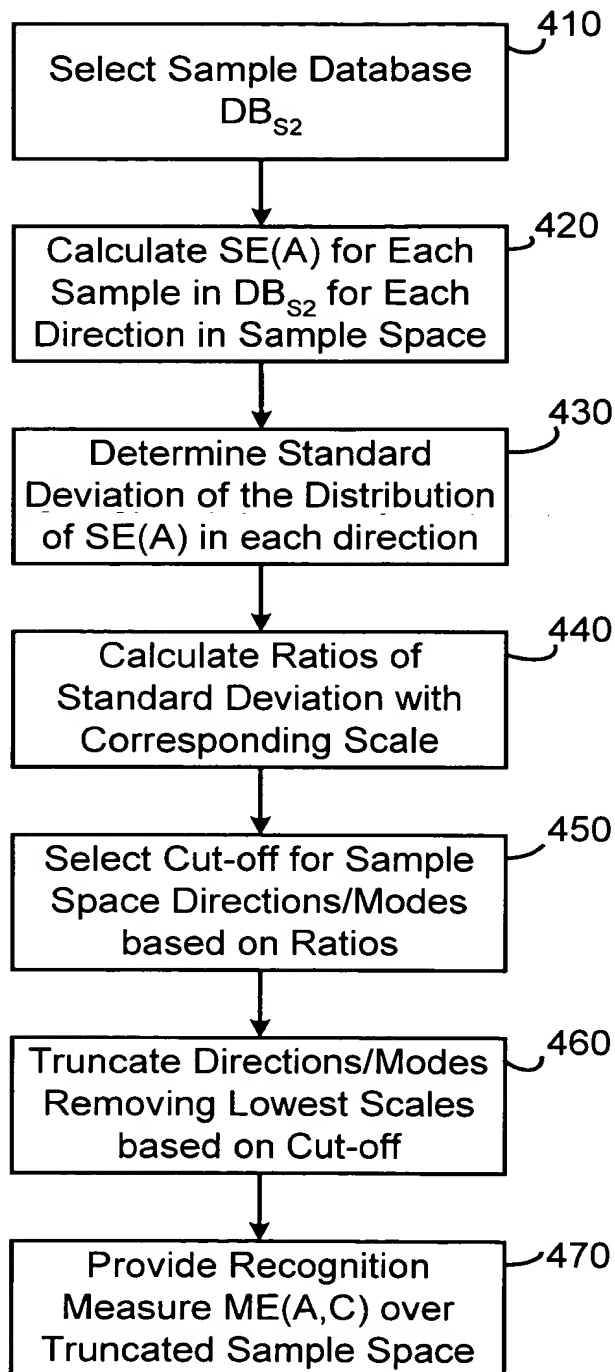 410
Select Sample Database
DBS2
420
Calculate SE(A) for Each
Sample in DBS2 for Each
Direction in Sample Space
430
Determine Standard
Deviation of the Distribution
of SE(A) in each direction
440
Calculate Ratios of
Standard Deviation with
Corresponding Scale
450
Select Cut-off for Sample
Space Directions/Modes
based on Ratios
460
Truncate Directions/Modes
Removing Lowest Scales
based on Cut-off
470
Provide Recognition
Measure ME(A,C) over
Truncated Sample Space